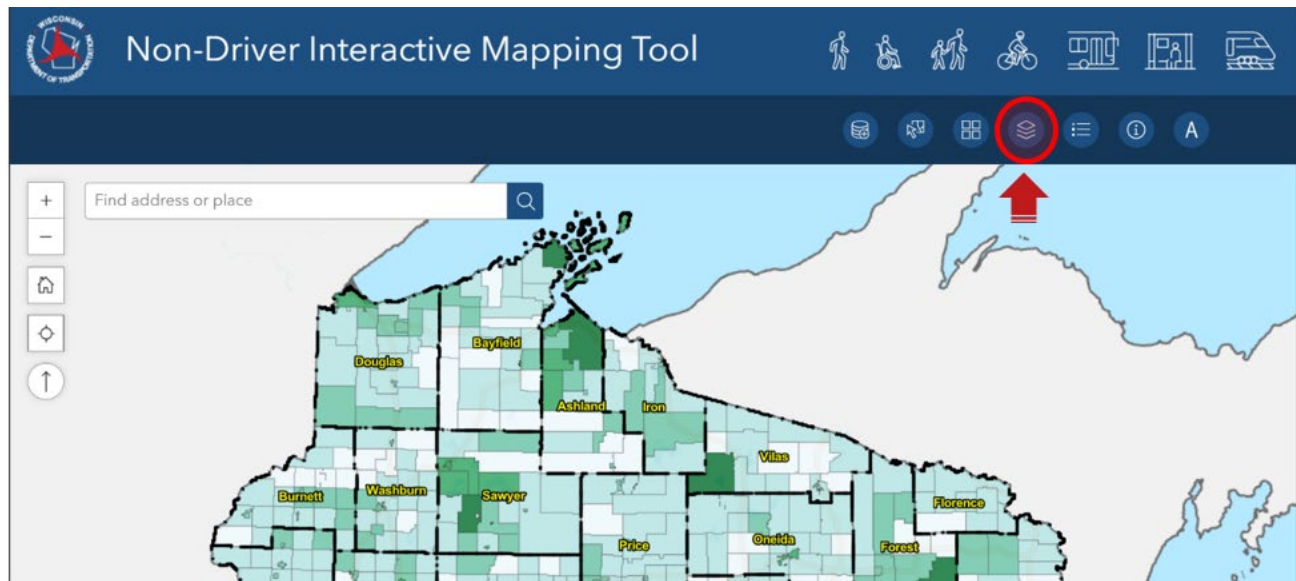 WISCONSIN
DEPARTMENT OF TRANSPORTATION
Non-Driver Interactive Mapping Tool
A
Find address or place
Bayfield
Douglas
Ashland
Iron
Vilas
Burnett
Washburn
Sawyer
Florence
Price
Oneida
Forest